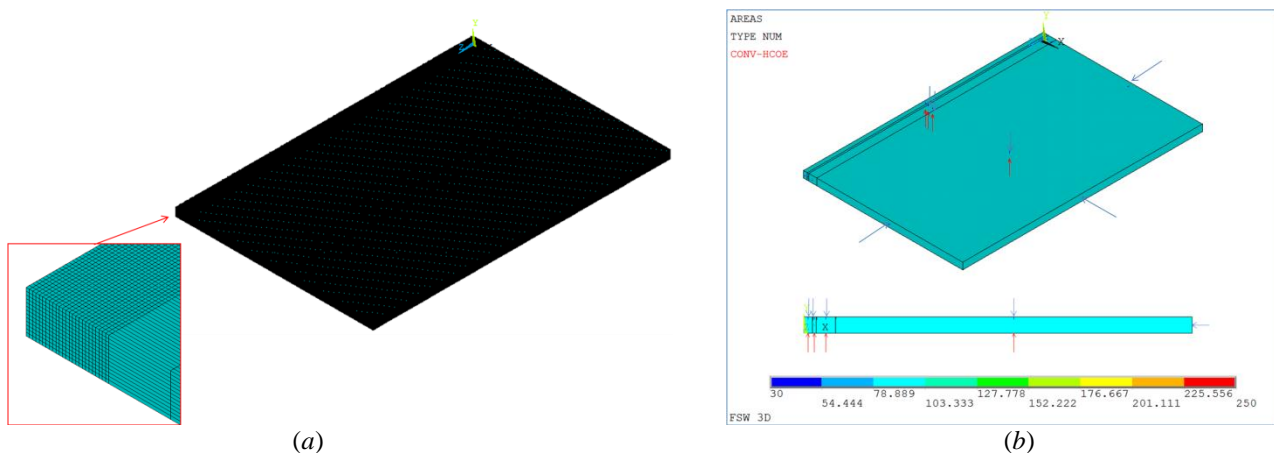 Y
Z
AREAS
TYPE NUM
CONV-HCOE
Y
X
X
30
78.889
127.778
176.667
225.556
54.444
103.333
152.222
201.111
250
FSW 3D
(a)
(b)